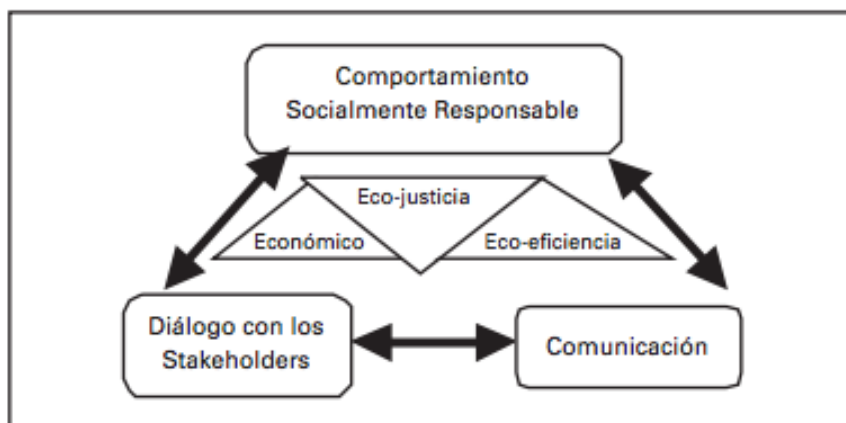 Comportamiento
Socialmente Responsable
Eco-justicia
Económico
Eco-eficiencia
Diálogo con los
Stakeholders
Comunicación